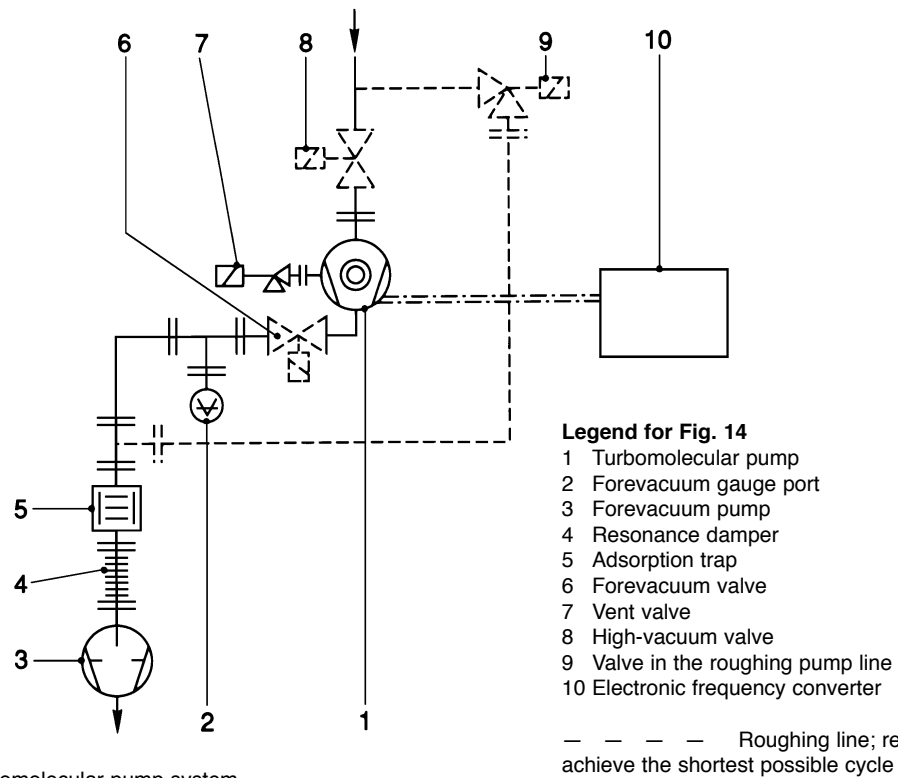 6 7 8 9 10
5
4
3
2 1
Legend for Fig. 14
1 Turbomolecular pump
2 Forevacuum gauge port
3 Forevacuum pump
4 Resonance damper
5 Adsorption trap
6 Forevacuum valve
7 Vent valve
8 High-vacuum valve
9 Valve in the roughing pump line
10 Electronic frequency converter
— — — — Roughing line;
achieve the shortest possible cycle
pump system